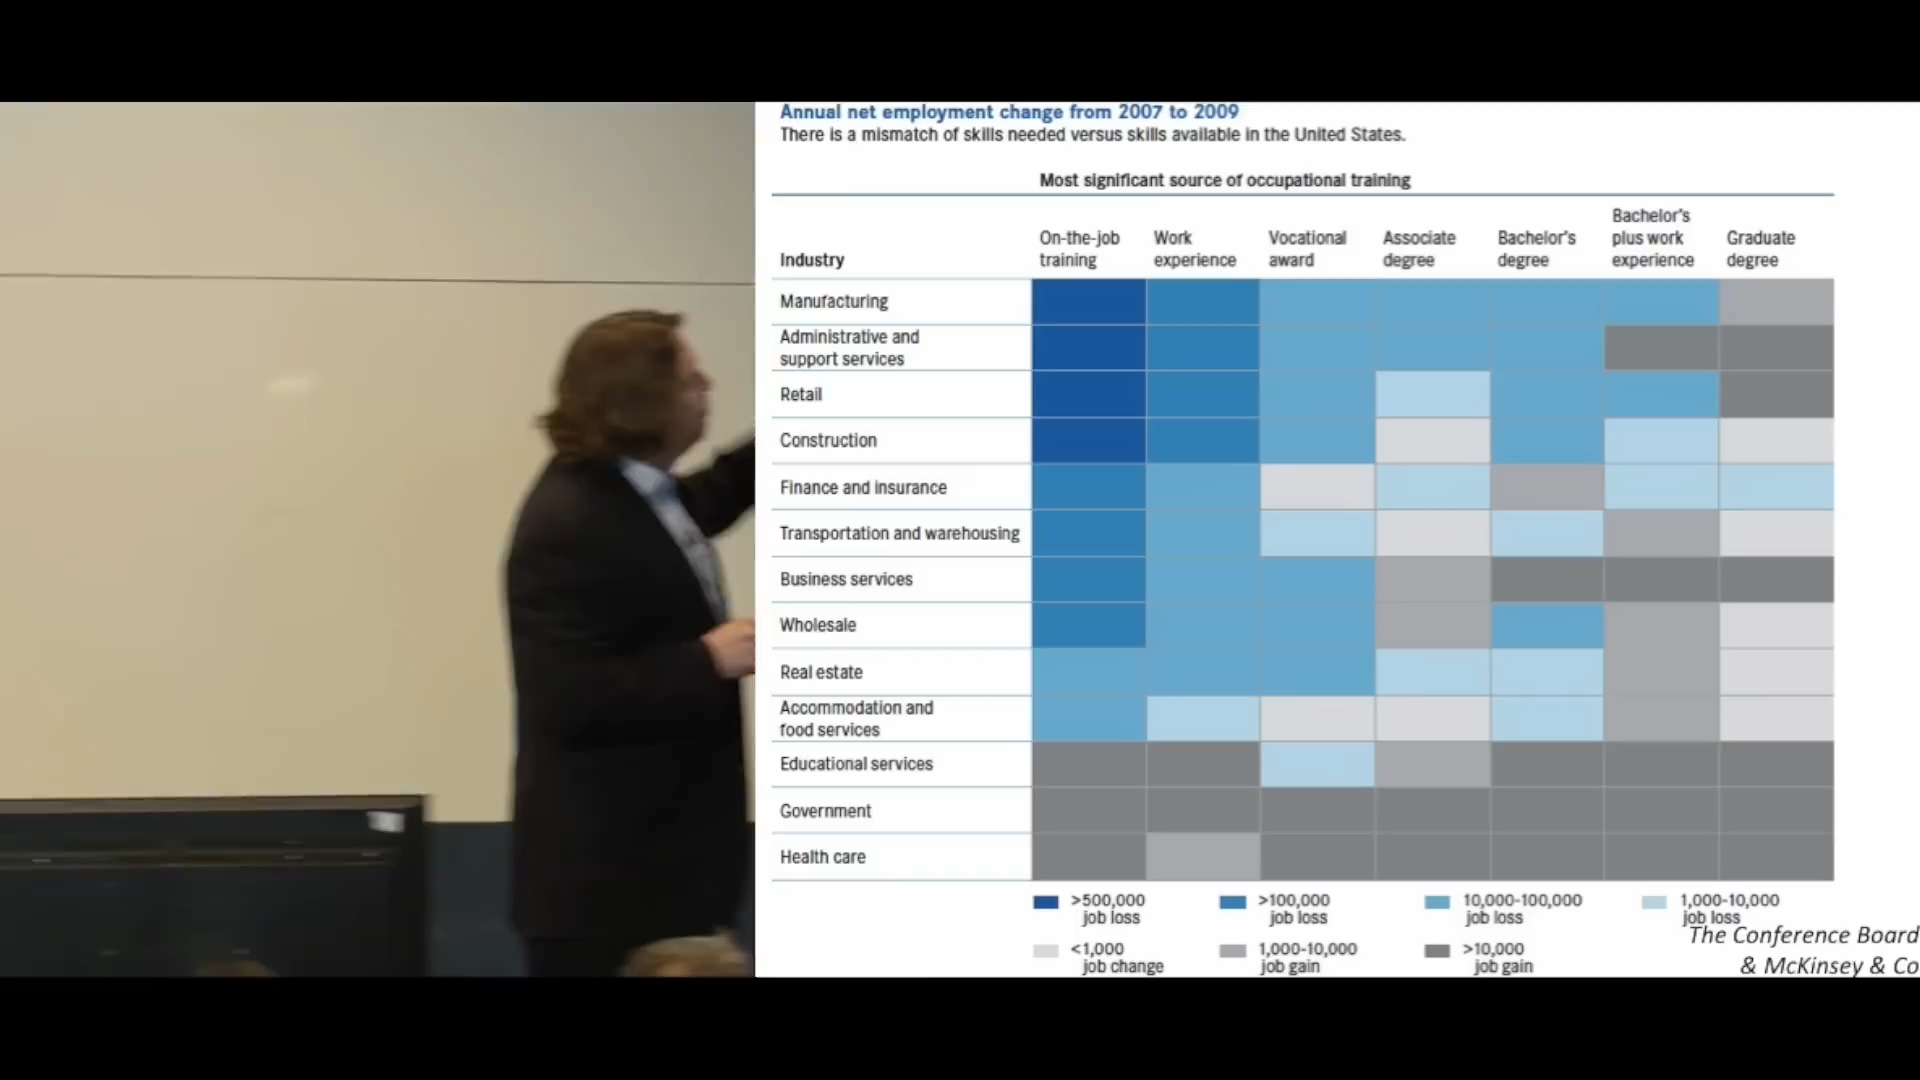 Annual net employment change from 2007 to 2009
There is a mismatch of skills needed versus skills available in the United States.
Most significant source of occupational training
Industry
On-the-job
training
Work
experience
Vocational
award
Associate
degree
Bachelor's
degree
Bachelor's
plus work
experience
Graduate
degree
Manufacturing
Administrative and
support services
Retail
Construction
Finance and insurance
Transportation and warehousing
Business services
Wholesale
Real estate
Accommodation and
food services
Educational services
Government
Health care
>500,000
job loss
>100,000
job loss
10,000-100,000
job loss
1,000-10,000
job loss
<1,000
job change
1,000-10,000
job gain
>10,000
job gain
The Conference Board
& McKinsey & Co